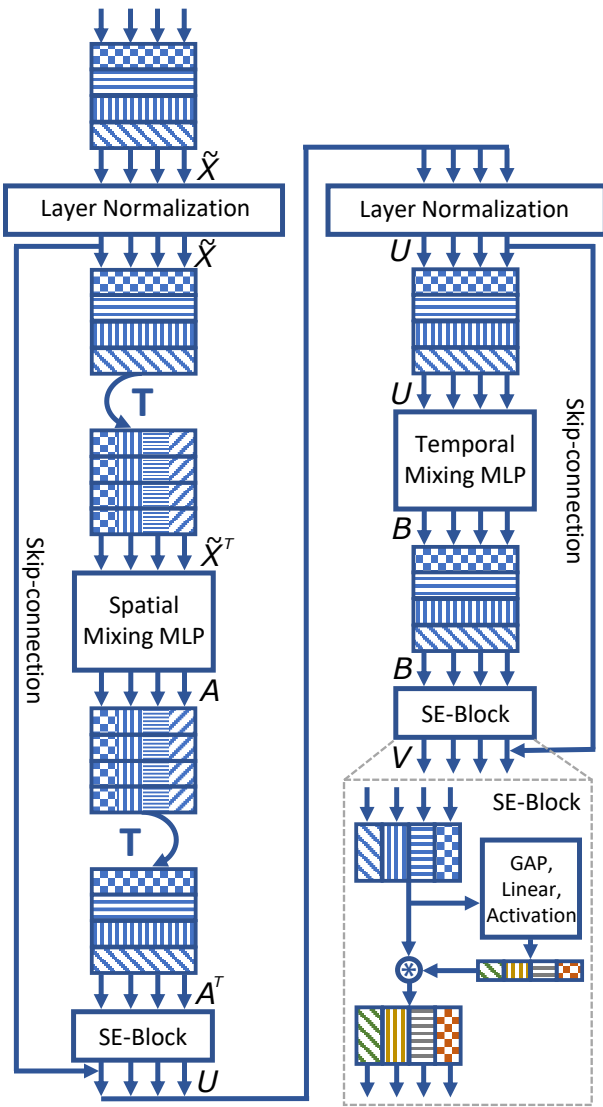 X̃
Layer Normalization
X̃
T
X̃ᵀ
Spatial
Mixing MLP
A
T
Aᵀ
SE-Block
U
Skip-connection
Layer Normalization
U
U
Temporal
Mixing MLP
B
B
SE-Block
V
Skip-connection
SE-Block
GAP,
Linear,
Activation
*